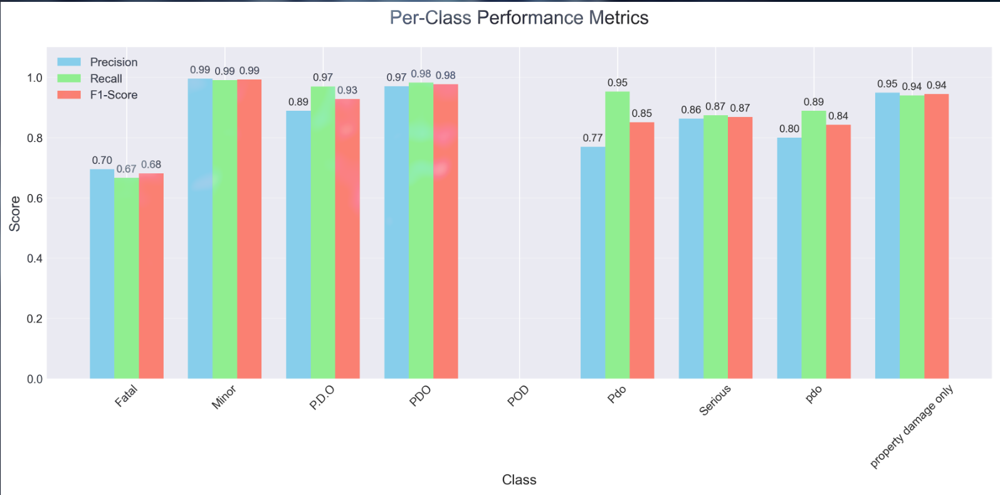 Per-Class Performance Metrics
Precision
Recall
F1-Score
1.0
0.8
0.6
0.4
0.2
0.0
Score
0.70 0.67 0.68
0.99 0.99 0.99
0.89 0.97 0.93
0.97 0.98 0.98
0.77 0.95 0.85
0.86 0.87 0.87
0.80 0.89 0.84
0.95 0.94 0.94
Fatal
Minor
P.D.O
PDO
POD
Pdo
Serious
pdo
property damage only
Class